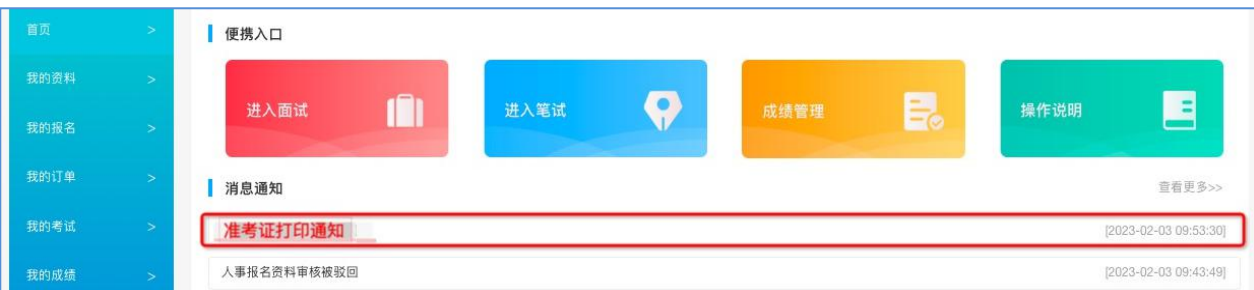 首页 >
我的资料 >
我的报名 >
我的订单 >
我的考试 >
我的成绩 >
便携入口
进入面试
进入笔试
成绩管理
操作说明
消息通知 查看更多>>
准考证打印通知 [2023-02-03 09:53:30]
人事报名资料审核被驳回 [2023-02-03 09:43:49]